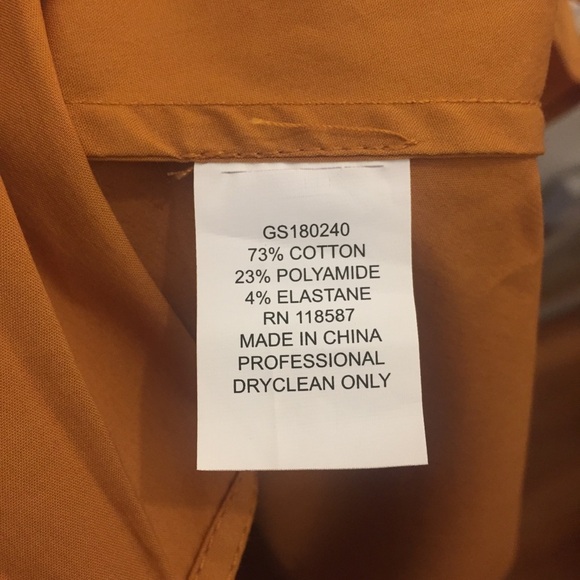 GS180240
73% COTTON
23% POLYAMIDE
4% ELASTANE
RN 118587
MADE IN CHINA
PROFESSIONAL
DRYCLEAN ONLY